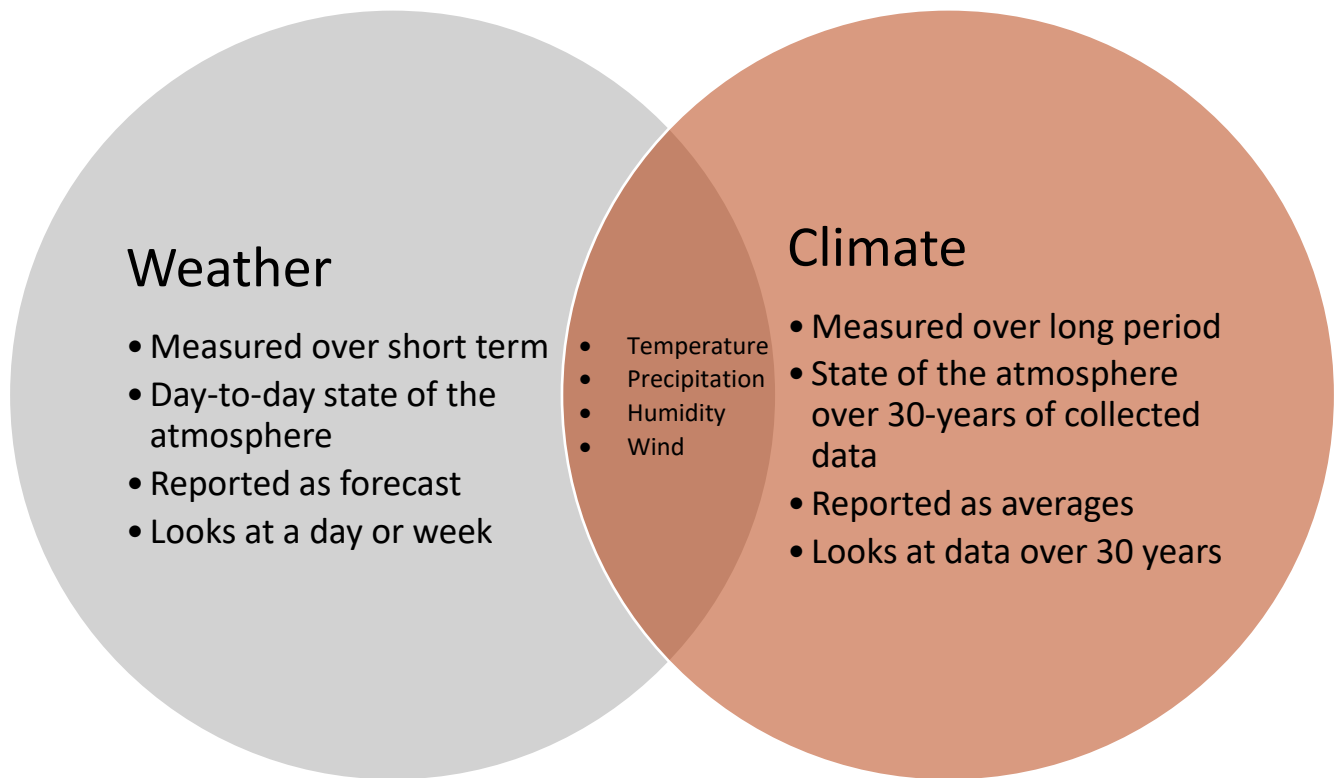 Weather
• Measured over short term
• Day-to-day state of the
atmosphere
• Reported as forecast
• Looks at a day or week
• Temperature
• Precipitation
• Humidity
• Wind
Climate
• Measured over long period
• State of the atmosphere
over 30-years of collected
data
• Reported as averages
• Looks at data over 30 years